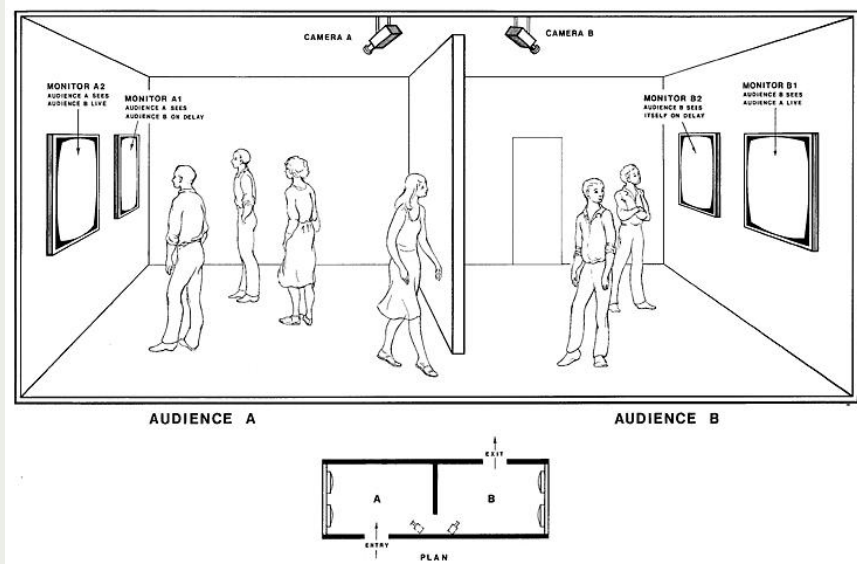 CAMERA A
CAMERA B
MONITOR A2
AUDIENCE A SEES
AUDIENCE B LIVE
MONITOR A1
AUDIENCE A SEES
AUDIENCE B ON DELAY
MONITOR B2
AUDIENCE B SEES
ITSELF ON DELAY
MONITOR B1
AUDIENCE B SEES
AUDIENCE A LIVE
AUDIENCE A
AUDIENCE B
EXIT
A
B
ENTRY
PLAN